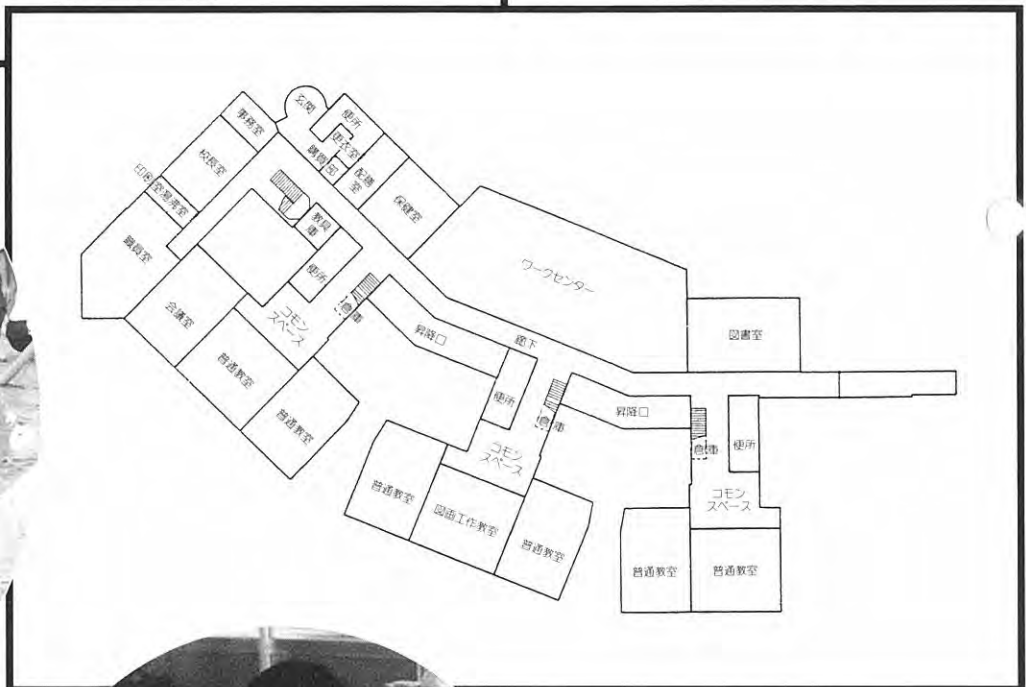 玄関
便所
事務室
更衣室
購買部
配膳室
校長室
保健室
印刷室
湯沸室
教具庫
職員室
便所
ワークセンター
会議室
コモン
スペース
倉庫
昇降口
廊下
図書室
普通教室
普通教室
便所
倉庫
昇降口
コモン
スペース
倉庫
便所
普通教室
図画工作教室
普通教室
コモン
スペース
普通教室
普通教室